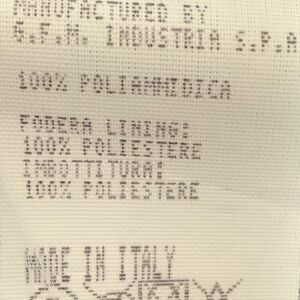 MANUFACTURED BY
G.F.M. INDUSTRIA S.P.A
100% POLIAMMIDICA
FODERA LINING:
100% POLIESTERE
IMBOTTITURA:
100% POLIESTERE
MADE IN ITALY